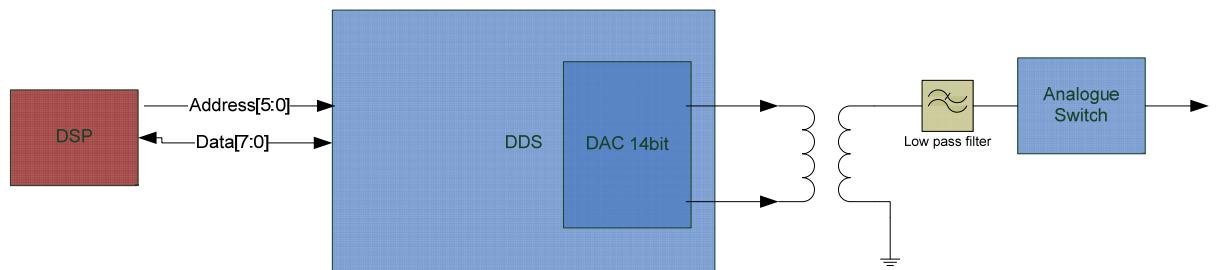 DSP
Address[5:0]
Data[7:0]
DDS
DAC 14bit
Low pass filter
Analogue
Switch